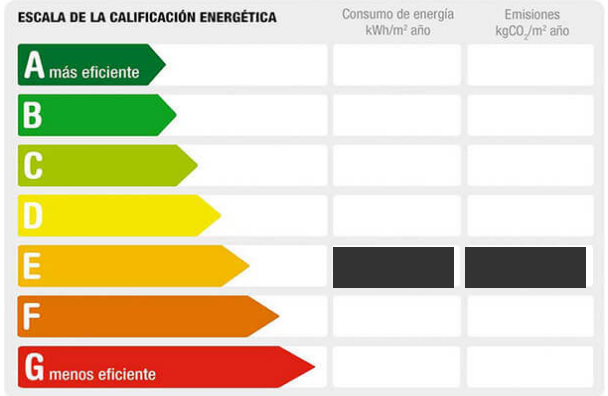 ESCALA DE LA CALIFICACIÓN ENERGÉTICA
Consumo de energía
kWh/m² año
Emisiones
kgCO₂/m² año
A más eficiente
B
C
D
E
F
G menos eficiente